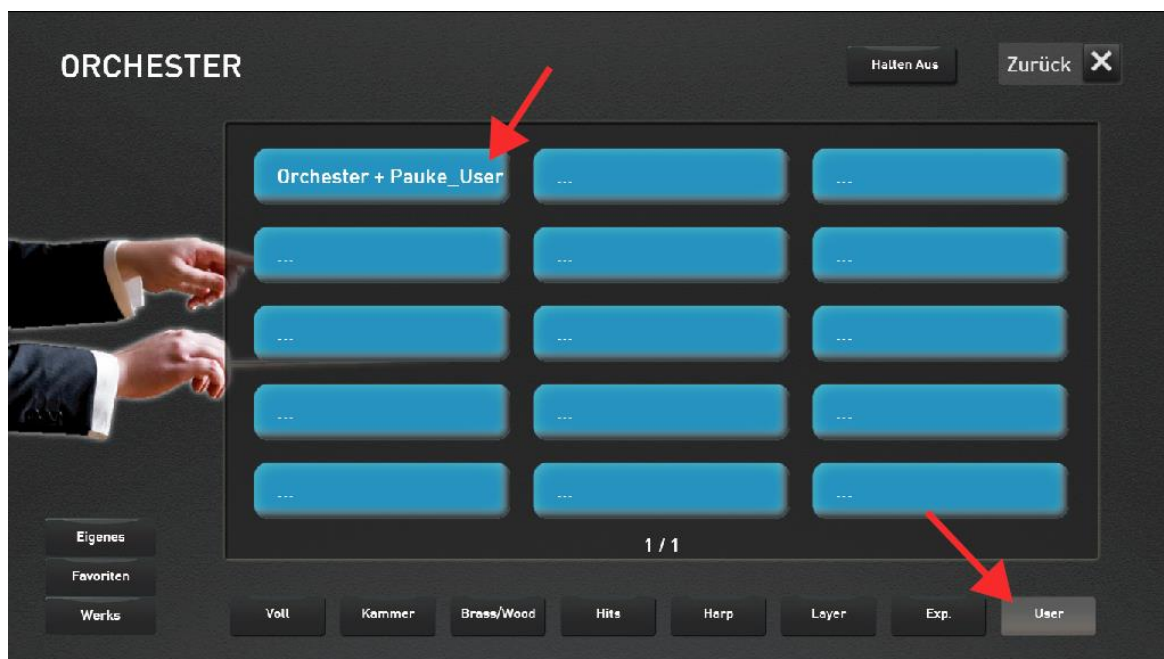 ORCHESTER
Halten Aus
Zurück
Orchester + Pauke_User
...
...
...
...
...
...
...
...
...
...
...
...
...
...
1 / 1
Eigenes
Favoriten
Werks
Voll
Kammer
Brass/Wood
Hits
Harp
Layer
Exp.
User